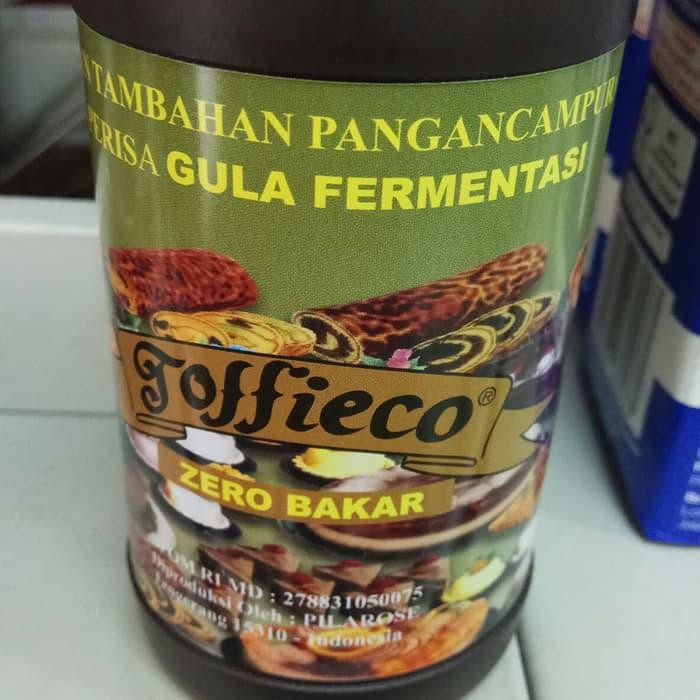 TAMBAHAN PANGANCAMPUR
PERISA GULA FERMENTASI
Toffieco®
ZERO BAKAR
POM RI MD : 278831050075
Diproduksi Oleh : PILAROSE
Tangerang 15310 - Indonesia